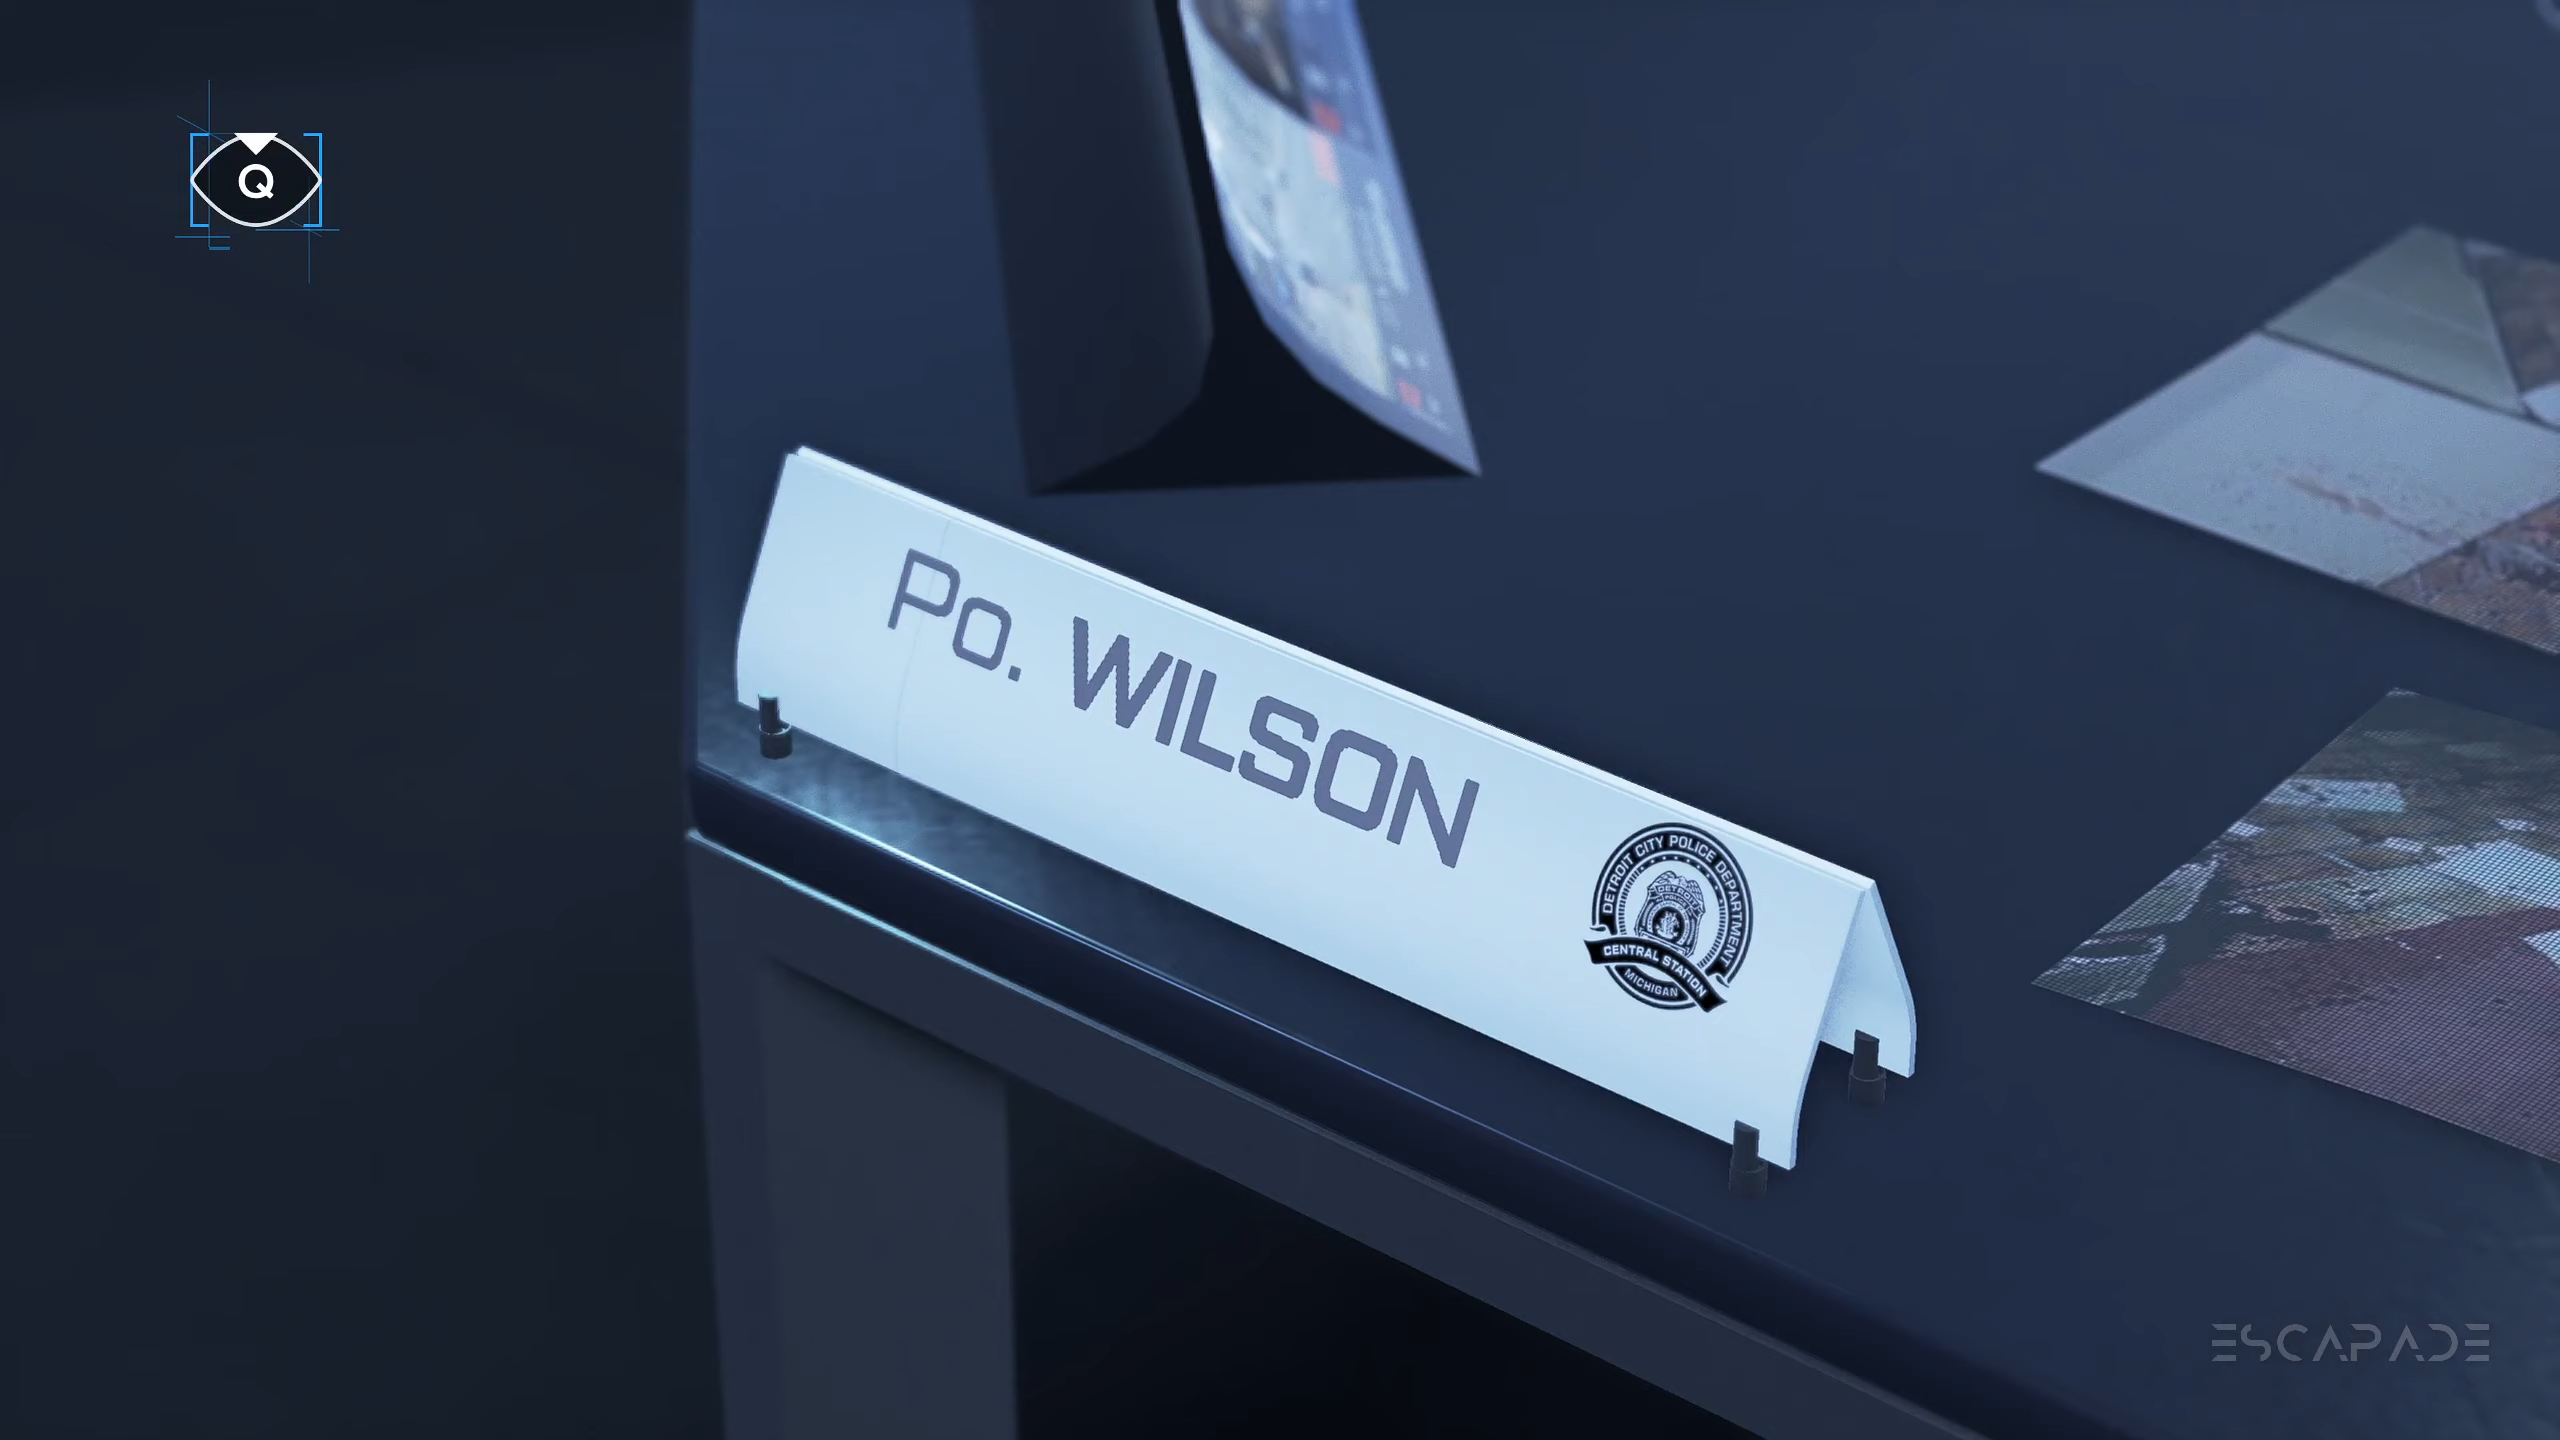 Q
Po. WILSON
DETROIT CITY POLICE DEPARTMENT
DETROIT
POLICE
CENTRAL STATION
MICHIGAN
ESCAPADE